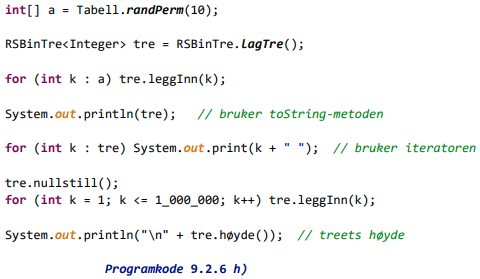 int[] a = Tabell.randPerm(10);
RSBinTre<Integer> tre = RSBinTre.lagTre();
for (int k : a) tre.leggInn(k);
System.out.println(tre);   // bruker toString-metoden
for (int k : tre) System.out.print(k + " ");  // bruker iteratoren
tre.nullstill();
for (int k = 1; k <= 1_000_000; k++) tre.leggInn(k);
System.out.println("\n" + tre.høyde());  // treets høyde
Programkode 9.2.6 h)